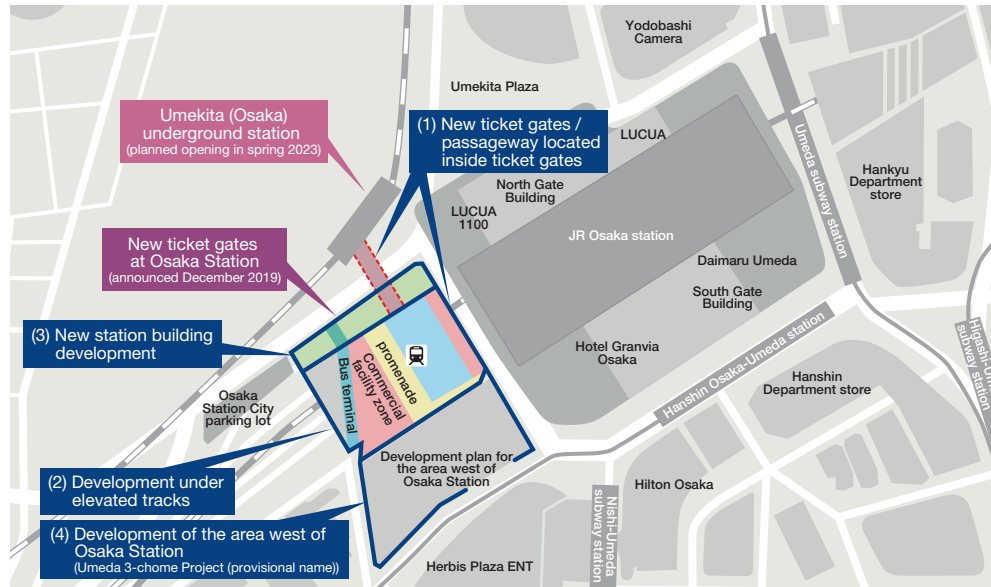 Yodobashi
Camera
Umekita Plaza
Umekita (Osaka)
underground station
(planned opening in spring 2023)
(1) New ticket gates /
passageway located
inside ticket gates
LUCUA
Umeda subway station
Hankyu
Department
store
North Gate
Building
LUCUA
1100
JR Osaka station
New ticket gates
at Osaka Station
(announced December 2019)
Daimaru Umeda
South Gate
Building
(3) New station building
development
Hotel Granvia
Osaka
Hanshin Osaka-Umeda station
Higashi-Umeda
subway station
promenade
Commercial
facility zone
Bus terminal
Hanshin
Department store
Osaka
Station City
parking lot
Development plan for
the area west of
Osaka Station
(2) Development under
elevated tracks
Hilton Osaka
Nishi-Umeda
subway station
(4) Development of the area west of
Osaka Station
(Umeda 3-chome Project (provisional name))
Herbis Plaza ENT